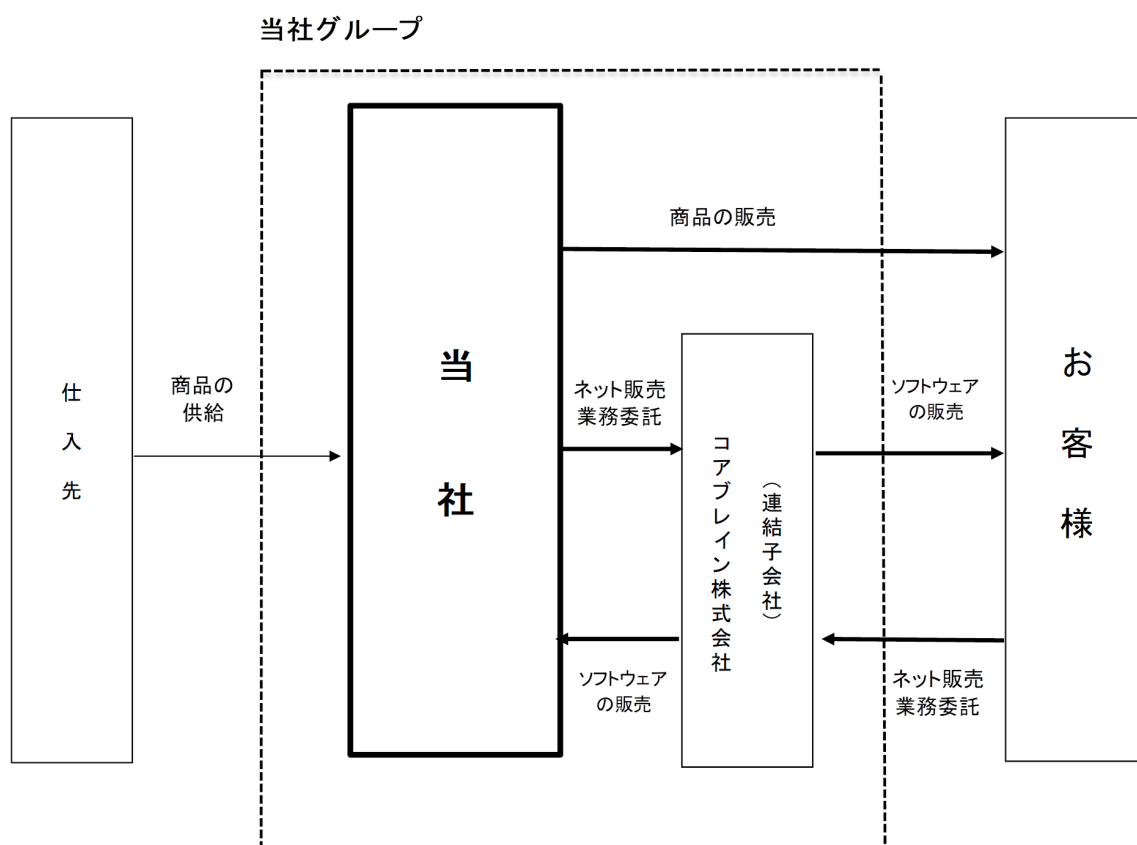 当社グループ
仕入先
商品の
供給
当社
商品の販売
ネット販売
業務委託
ソフトウェア
の販売
(連結子会社)
コアブレイン株式会社
ソフトウェア
の販売
ネット販売
業務委託
お客様